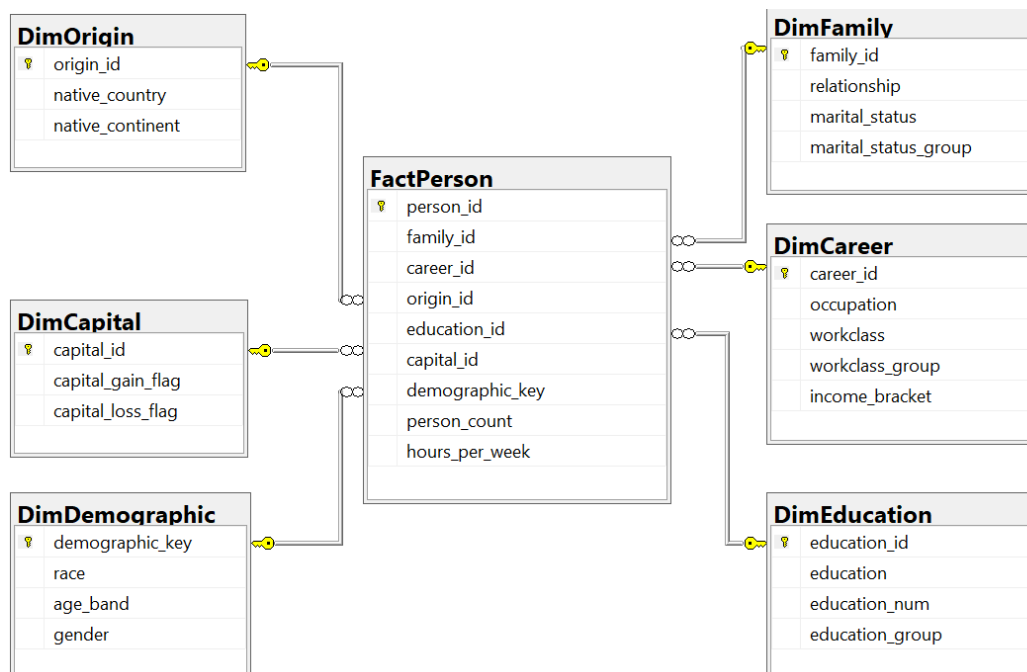 DimOrigin
origin_id
native_country
native_continent
DimCapital
capital_id
capital_gain_flag
capital_loss_flag
DimDemographic
demographic_key
race
age_band
gender
FactPerson
person_id
family_id
career_id
origin_id
education_id
capital_id
demographic_key
person_count
hours_per_week
DimFamily
family_id
relationship
marital_status
marital_status_group
DimCareer
career_id
occupation
workclass
workclass_group
income_bracket
DimEducation
education_id
education
education_num
education_group